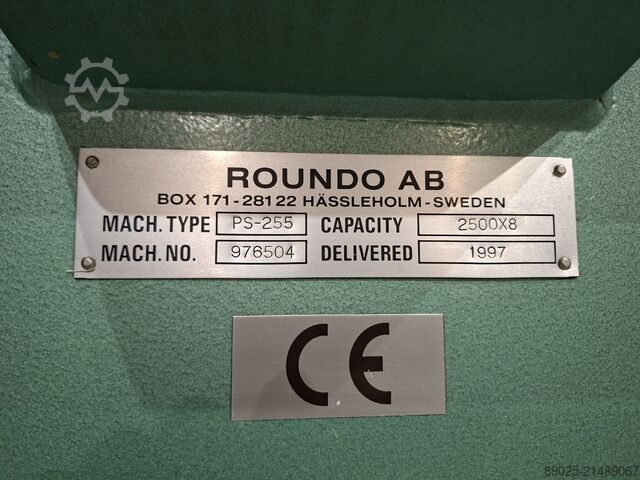 ROUNDO AB
BOX 171-28122 HÄSSLEHOLM-SWEDEN
MACH. TYPE PS-255 CAPACITY 2500X8
MACH. NO. 976504 DELIVERED 1997
CE
89025-21489067